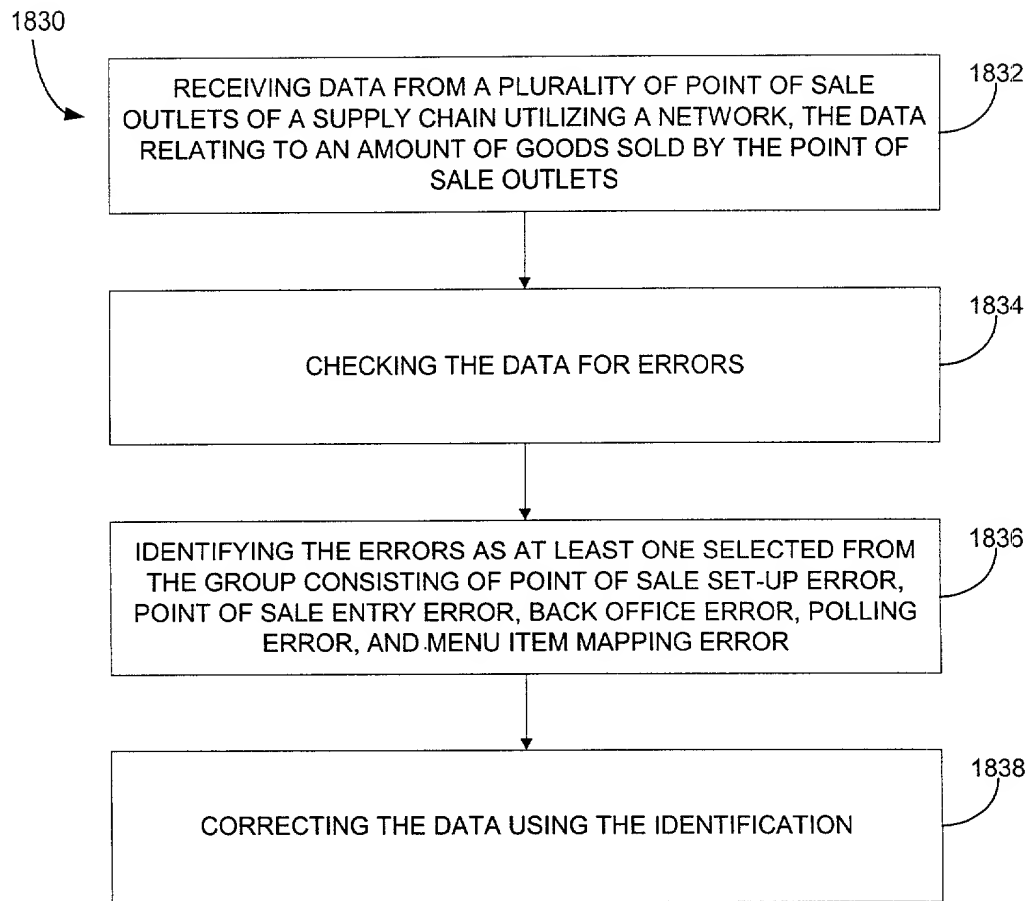 1830
1832
RECEIVING DATA FROM A PLURALITY OF POINT OF SALE
OUTLETS OF A SUPPLY CHAIN UTILIZING A NETWORK, THE DATA
RELATING TO AN AMOUNT OF GOODS SOLD BY THE POINT OF
SALE OUTLETS
1834
CHECKING THE DATA FOR ERRORS
1836
IDENTIFYING THE ERRORS AS AT LEAST ONE SELECTED FROM
THE GROUP CONSISTING OF POINT OF SALE SET-UP ERROR,
POINT OF SALE ENTRY ERROR, BACK OFFICE ERROR, POLLING
ERROR, AND MENU ITEM MAPPING ERROR
1838
CORRECTING THE DATA USING THE IDENTIFICATION